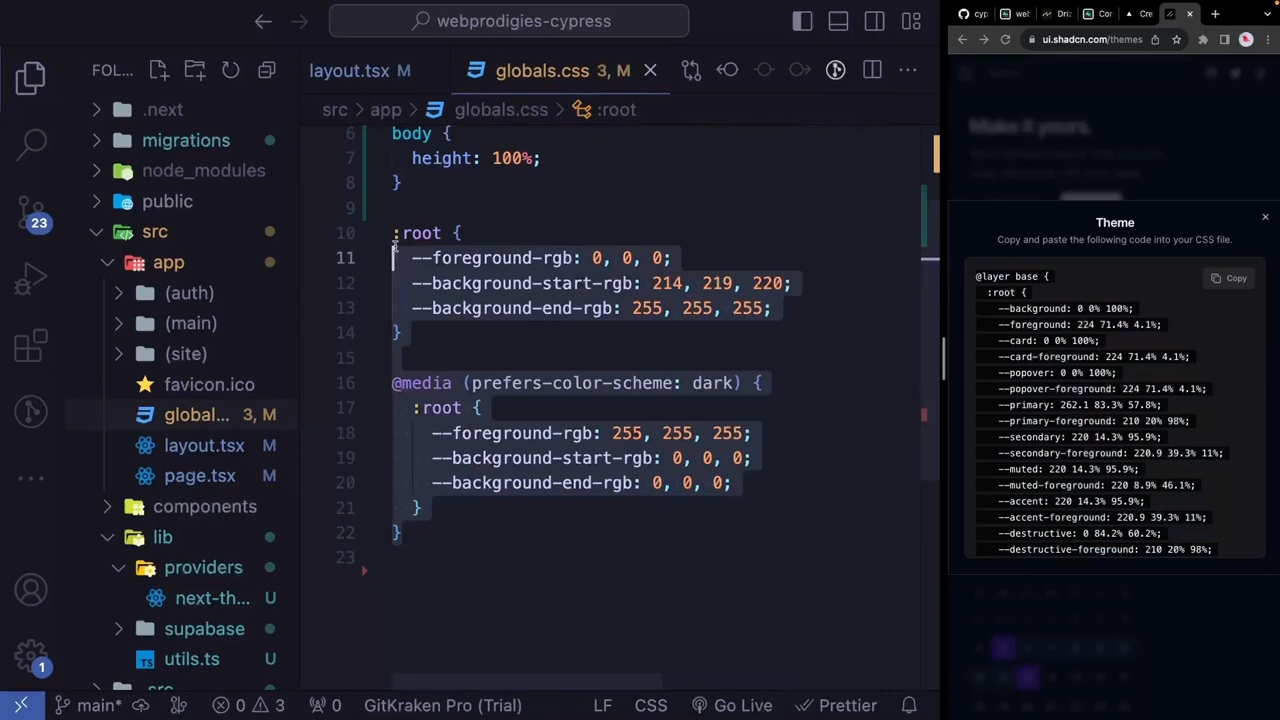 webprodigies-cypress
cyp
web
Dri
Cor
Cre
ui.shadcn.com/themes
FOL...
layout.tsx M
globals.css 3, M
src > app > globals.css > :root
.next
migrations
node_modules
public
src
app
(auth)
(main)
(site)
favicon.ico
global... 3, M
layout.tsx M
page.tsx M
components
lib
providers
next-th... U
supabase
utils.ts U
23
1
6 body {
7 height: 100%;
8 }
9
10 :root {
11 --foreground-rgb: 0, 0, 0;
12 --background-start-rgb: 214, 219, 220;
13 --background-end-rgb: 255, 255, 255;
14 }
15
16 @media (prefers-color-scheme: dark) {
17 :root {
18 --foreground-rgb: 255, 255, 255;
19 --background-start-rgb: 0, 0, 0;
20 --background-end-rgb: 0, 0, 0;
21 }
22 }
23
Make it yours.
Theme
Copy and paste the following code into your CSS file.
Copy
@layer base {
:root {
--background: 0 0% 100%;
--foreground: 224 71.4% 4.1%;
--card: 0 0% 100%;
--card-foreground: 224 71.4% 4.1%;
--popover: 0 0% 100%;
--popover-foreground: 224 71.4% 4.1%;
--primary: 262.1 83.3% 57.8%;
--primary-foreground: 210 20% 98%;
--secondary: 220 14.3% 95.9%;
--secondary-foreground: 220.9 39.3% 11%;
--muted: 220 14.3% 95.9%;
--muted-foreground: 220 8.9% 46.1%;
--accent: 220 14.3% 95.9%;
--accent-foreground: 220.9 39.3% 11%;
--destructive: 0 84.2% 60.2%;
--destructive-foreground: 210 20% 98%;
main* 0 3 0 GitKraken Pro (Trial) LF CSS Go Live Prettier